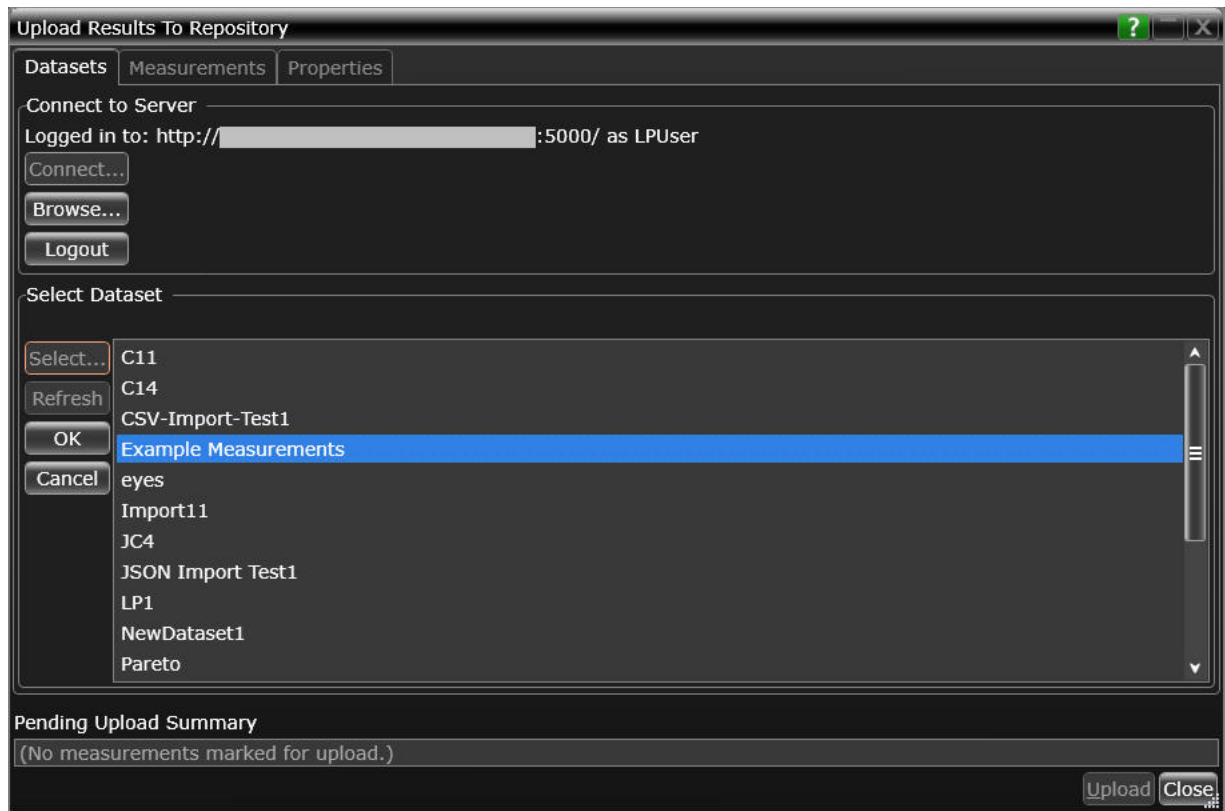 Upload Results To Repository ? X
Datasets Measurements Properties
Connect to Server
Logged in to: http:// :5000/ as LPUser
Connect...
Browse...
Logout
Select Dataset
Select... C11
C14
Refresh
CSV-Import-Test1
OK
Example Measurements
Cancel eyes
Import11
JC4
JSON Import Test1
LP1
NewDataset1
Pareto
Pending Upload Summary
(No measurements marked for upload.)
Upload Close